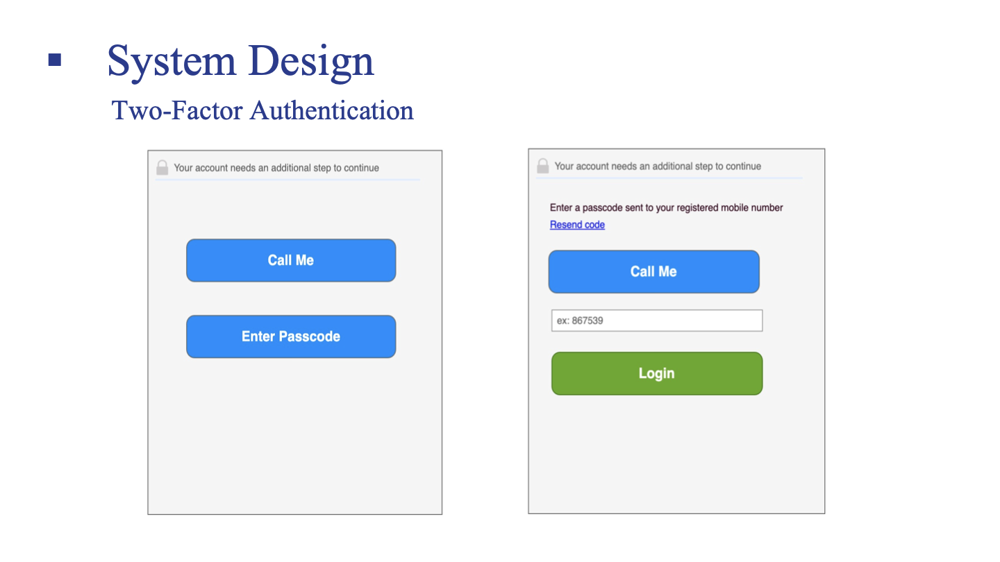 System Design
Two-Factor Authentication
Your account needs an additional step to continue
Call Me
Enter Passcode
Your account needs an additional step to continue
Enter a passcode sent to your registered mobile number
Resend code
Call Me
ex: 867539
Login